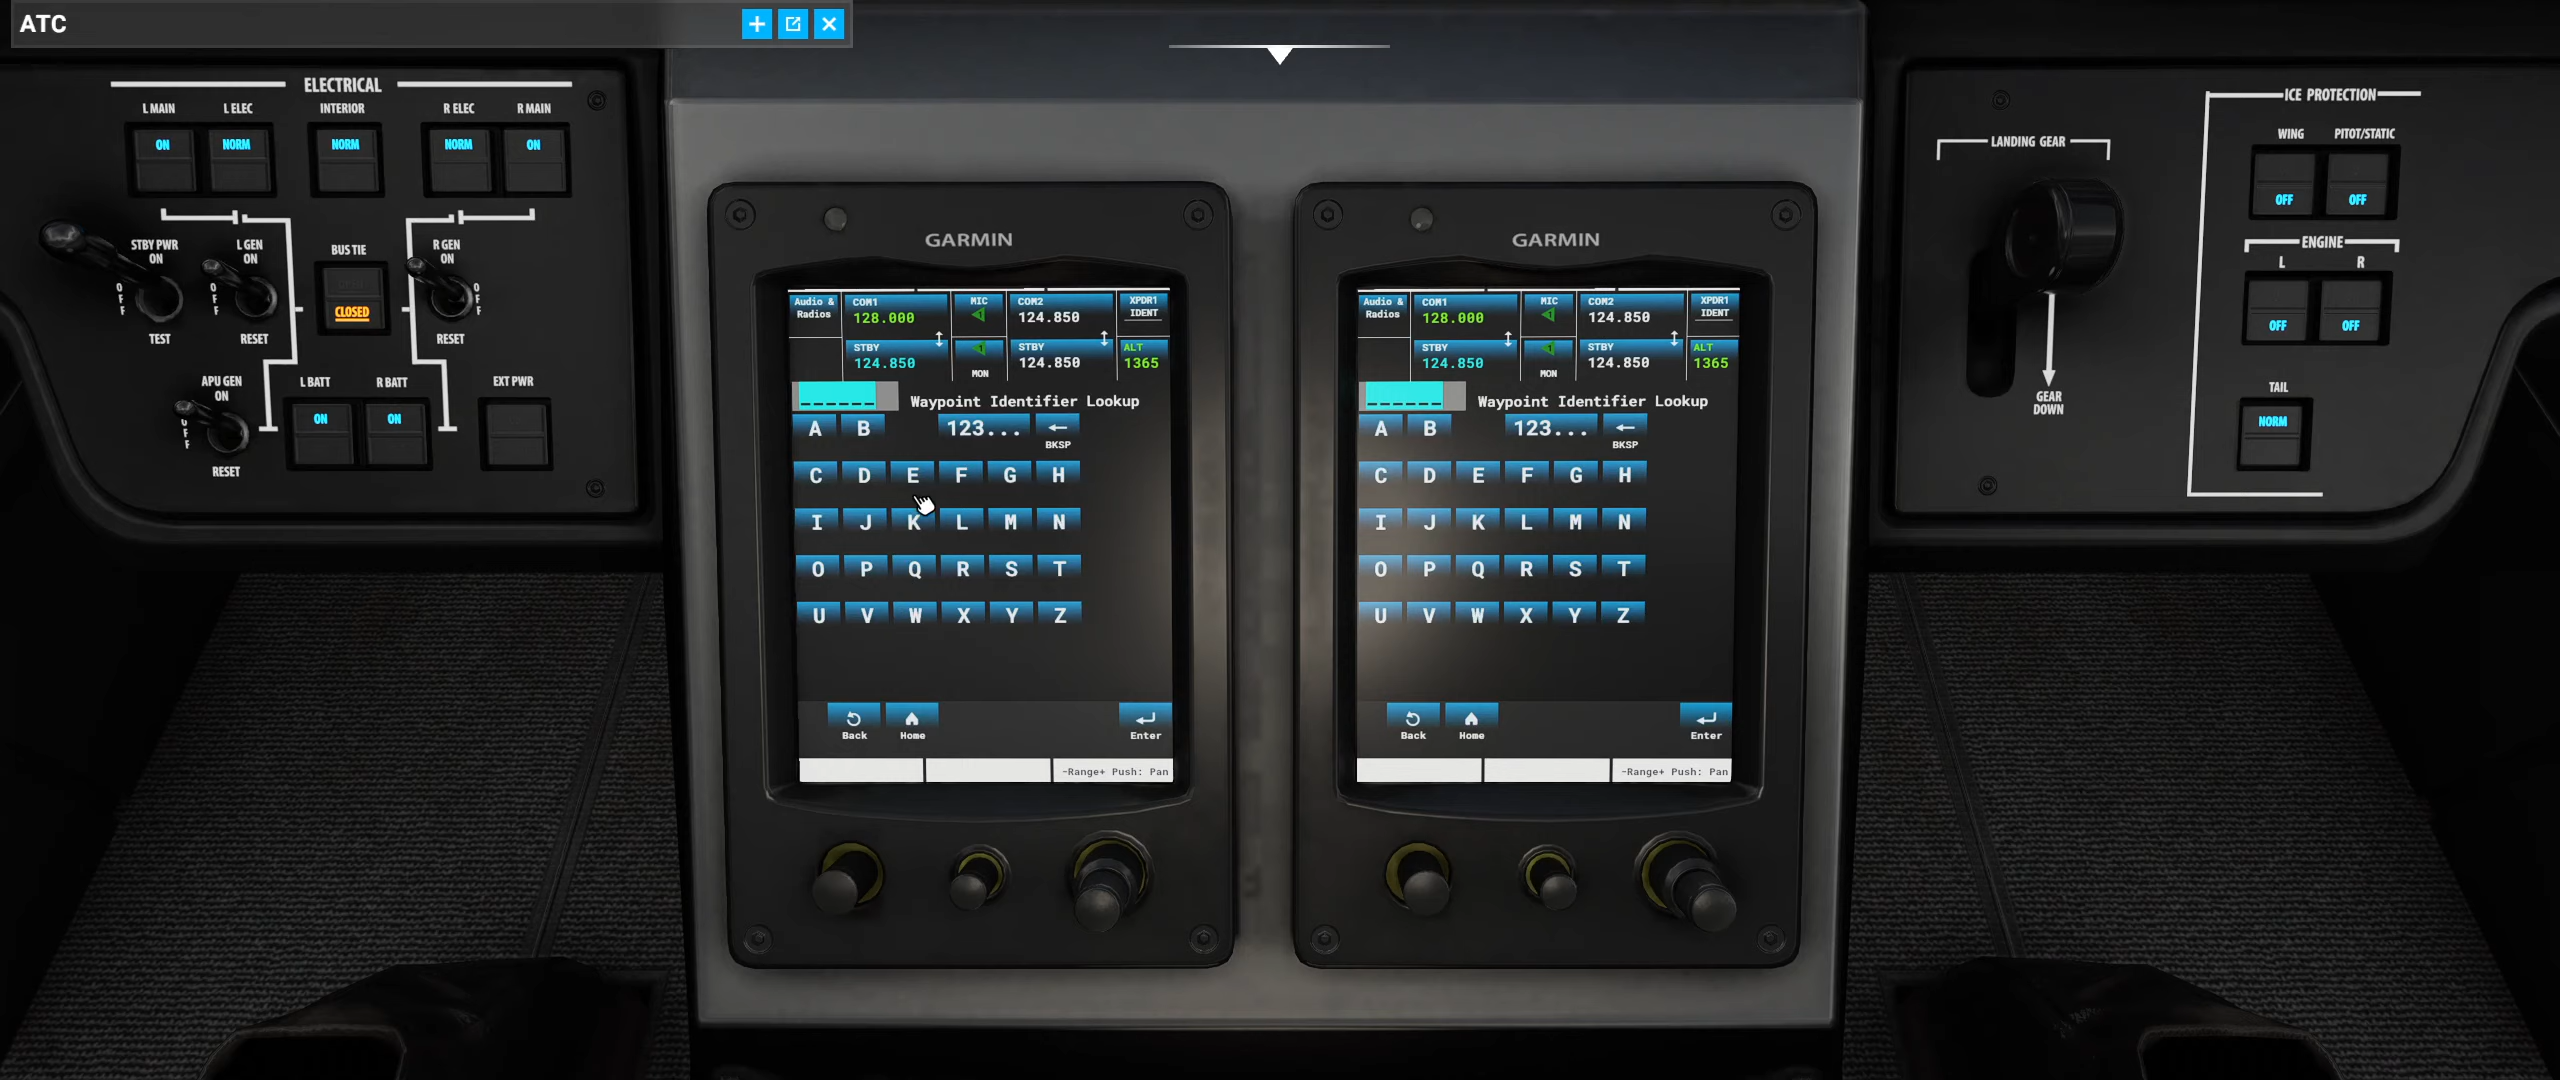 ATC
ELECTRICAL
L MAIN L ELEC INTERIOR R ELEC R MAIN
ON NORM NORM NORM ON
STBY PWR
ON
OFF
TEST
L GEN
ON
OFF
RESET
BUS TIE
CLOSED
R GEN
ON
OFF
RESET
APU GEN
ON
OFF
RESET
L BATT R BATT EXT PWR
ON ON
GARMIN
Audio &
Radios
COM1
128.000
MIC
COM2
124.850
XPDR1
IDENT
STBY
124.850
1
MON
STBY
124.850
ALT
1365
Waypoint Identifier Lookup
A B 123... BKSP
C D E F G H
I J K L M N
O P Q R S T
U V W X Y Z
Back Home Enter
-Range+ Push: Pan
GARMIN
Audio &
Radios
COM1
128.000
MIC
1
COM2
124.850
XPDR1
IDENT
STBY
124.850
1
MON
STBY
124.850
ALT
1365
Waypoint Identifier Lookup
A B 123... BKSP
C D E F G H
I J K L M N
O P Q R S T
U V W X Y Z
Back Home Enter
-Range+ Push: Pan
LANDING GEAR
GEAR
DOWN
ICE PROTECTION
WING PITOT/STATIC
OFF OFF
ENGINE
L R
OFF OFF
TAIL
NORM